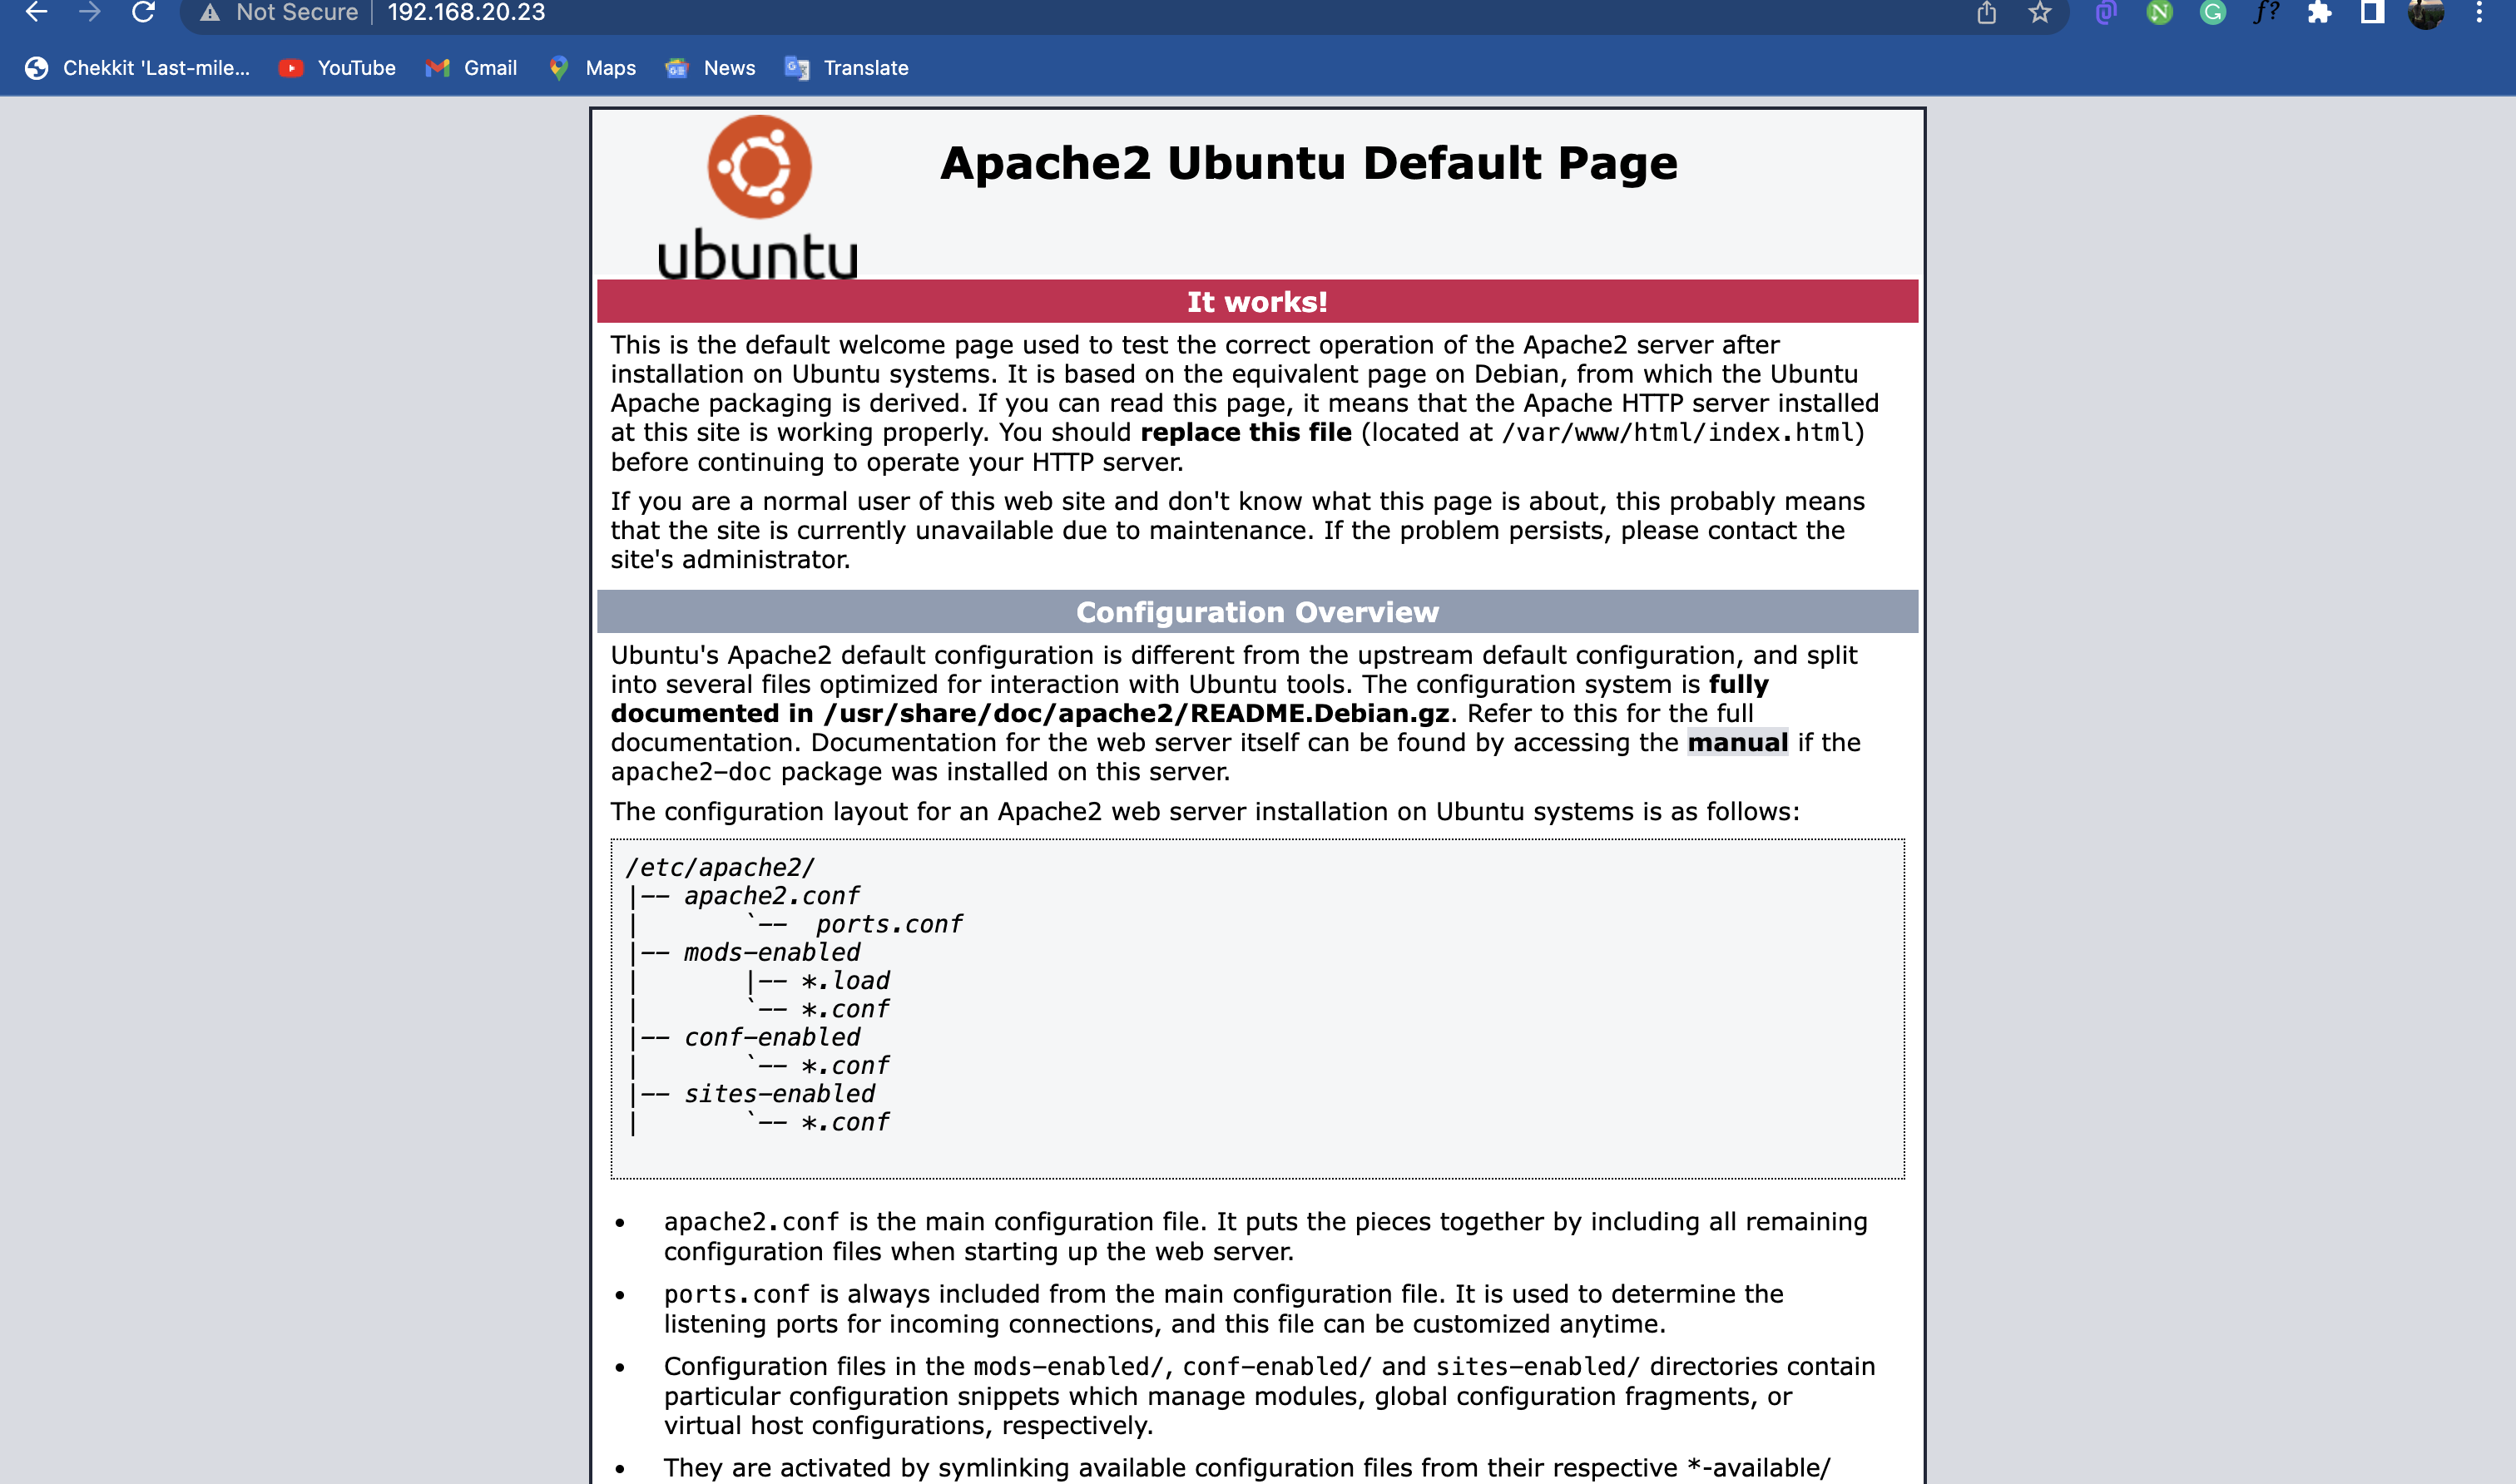 Not Secure | 192.168.20.23
Chekkit 'Last-mile... YouTube Gmail Maps News Translate
Apache2 Ubuntu Default Page
ubuntu
It works!
This is the default welcome page used to test the correct operation of the Apache2 server after
installation on Ubuntu systems. It is based on the equivalent page on Debian, from which the Ubuntu
Apache packaging is derived. If you can read this page, it means that the Apache HTTP server installed
at this site is working properly. You should replace this file (located at /var/www/html/index.html)
before continuing to operate your HTTP server.
If you are a normal user of this web site and don't know what this page is about, this probably means
that the site is currently unavailable due to maintenance. If the problem persists, please contact the
site's administrator.
Configuration Overview
Ubuntu's Apache2 default configuration is different from the upstream default configuration, and split
into several files optimized for interaction with Ubuntu tools. The configuration system is fully
documented in /usr/share/doc/apache2/README.Debian.gz. Refer to this for the full
documentation. Documentation for the web server itself can be found by accessing the manual if the
apache2-doc package was installed on this server.
The configuration layout for an Apache2 web server installation on Ubuntu systems is as follows:
/etc/apache2/
|-- apache2.conf
|       `--  ports.conf
|-- mods-enabled
|       |-- *.load
|       `-- *.conf
|-- conf-enabled
|       `-- *.conf
|-- sites-enabled
|       `-- *.conf
• apache2.conf is the main configuration file. It puts the pieces together by including all remaining
configuration files when starting up the web server.
• ports.conf is always included from the main configuration file. It is used to determine the
listening ports for incoming connections, and this file can be customized anytime.
• Configuration files in the mods-enabled/, conf-enabled/ and sites-enabled/ directories contain
particular configuration snippets which manage modules, global configuration fragments, or
virtual host configurations, respectively.
• They are activated by symlinking available configuration files from their respective *-available/